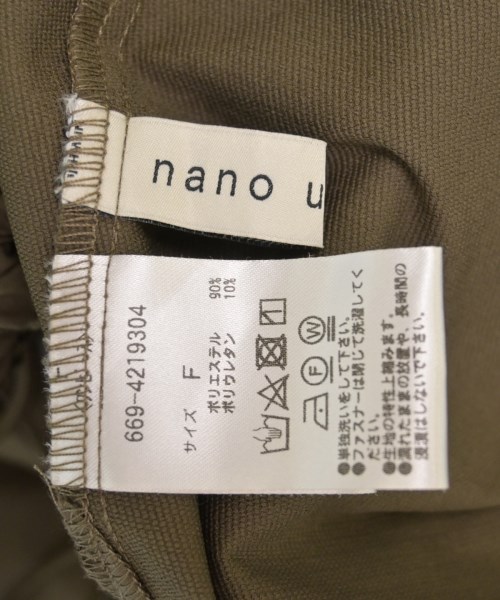 nano u
669-4219304
サイズ F
ポリエステル 90%
ポリウレタン 10%
F W
●単独洗いをして下さい。
●ファスナーは閉じて洗濯してく
ださい。
●生地の特性上縮みます。
●濡れたままの放置や、長時間の
浸漬はしないで下さい。